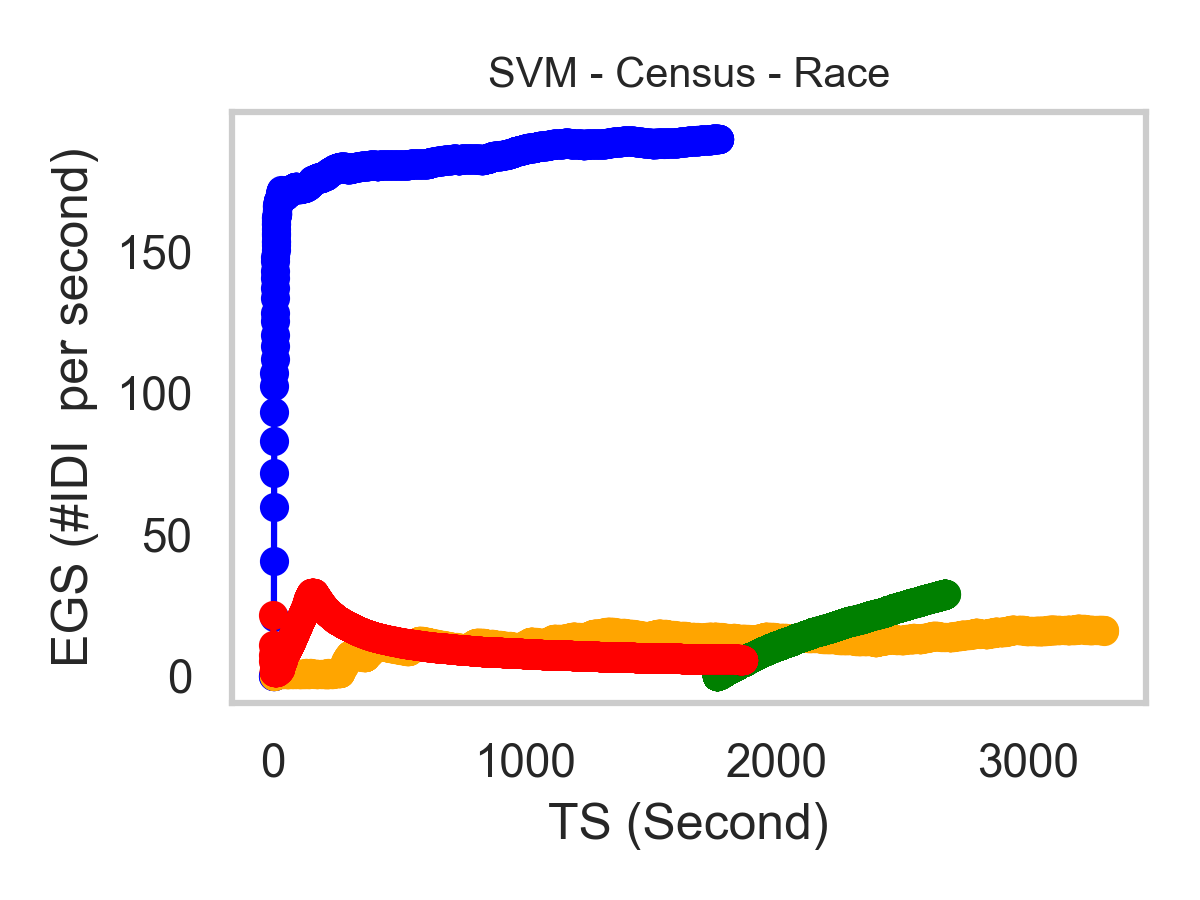 SVM - Census - Race
EGS (#IDI  per second)
150
100
50
0
0 1000 2000 3000
TS (Second)